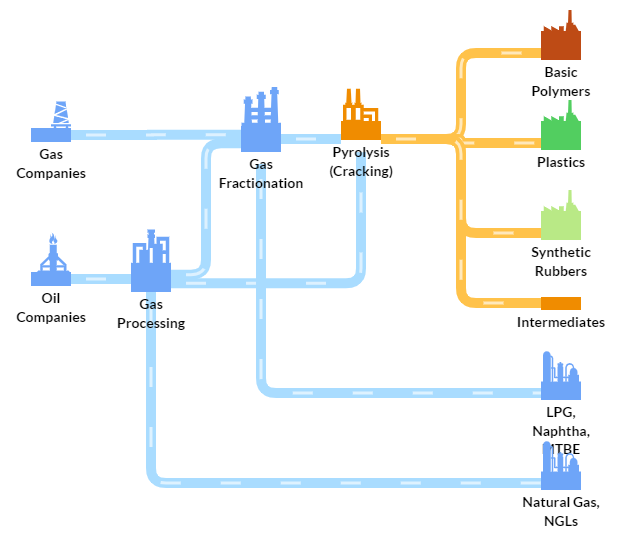 Basic
Polymers
Gas
Companies
Gas
Fractionation
Pyrolysis
(Cracking)
Plastics
Synthetic
Rubbers
Oil
Companies
Gas
Processing
Intermediates
LPG,
Naphtha,
MTBE
Natural Gas,
NGLs